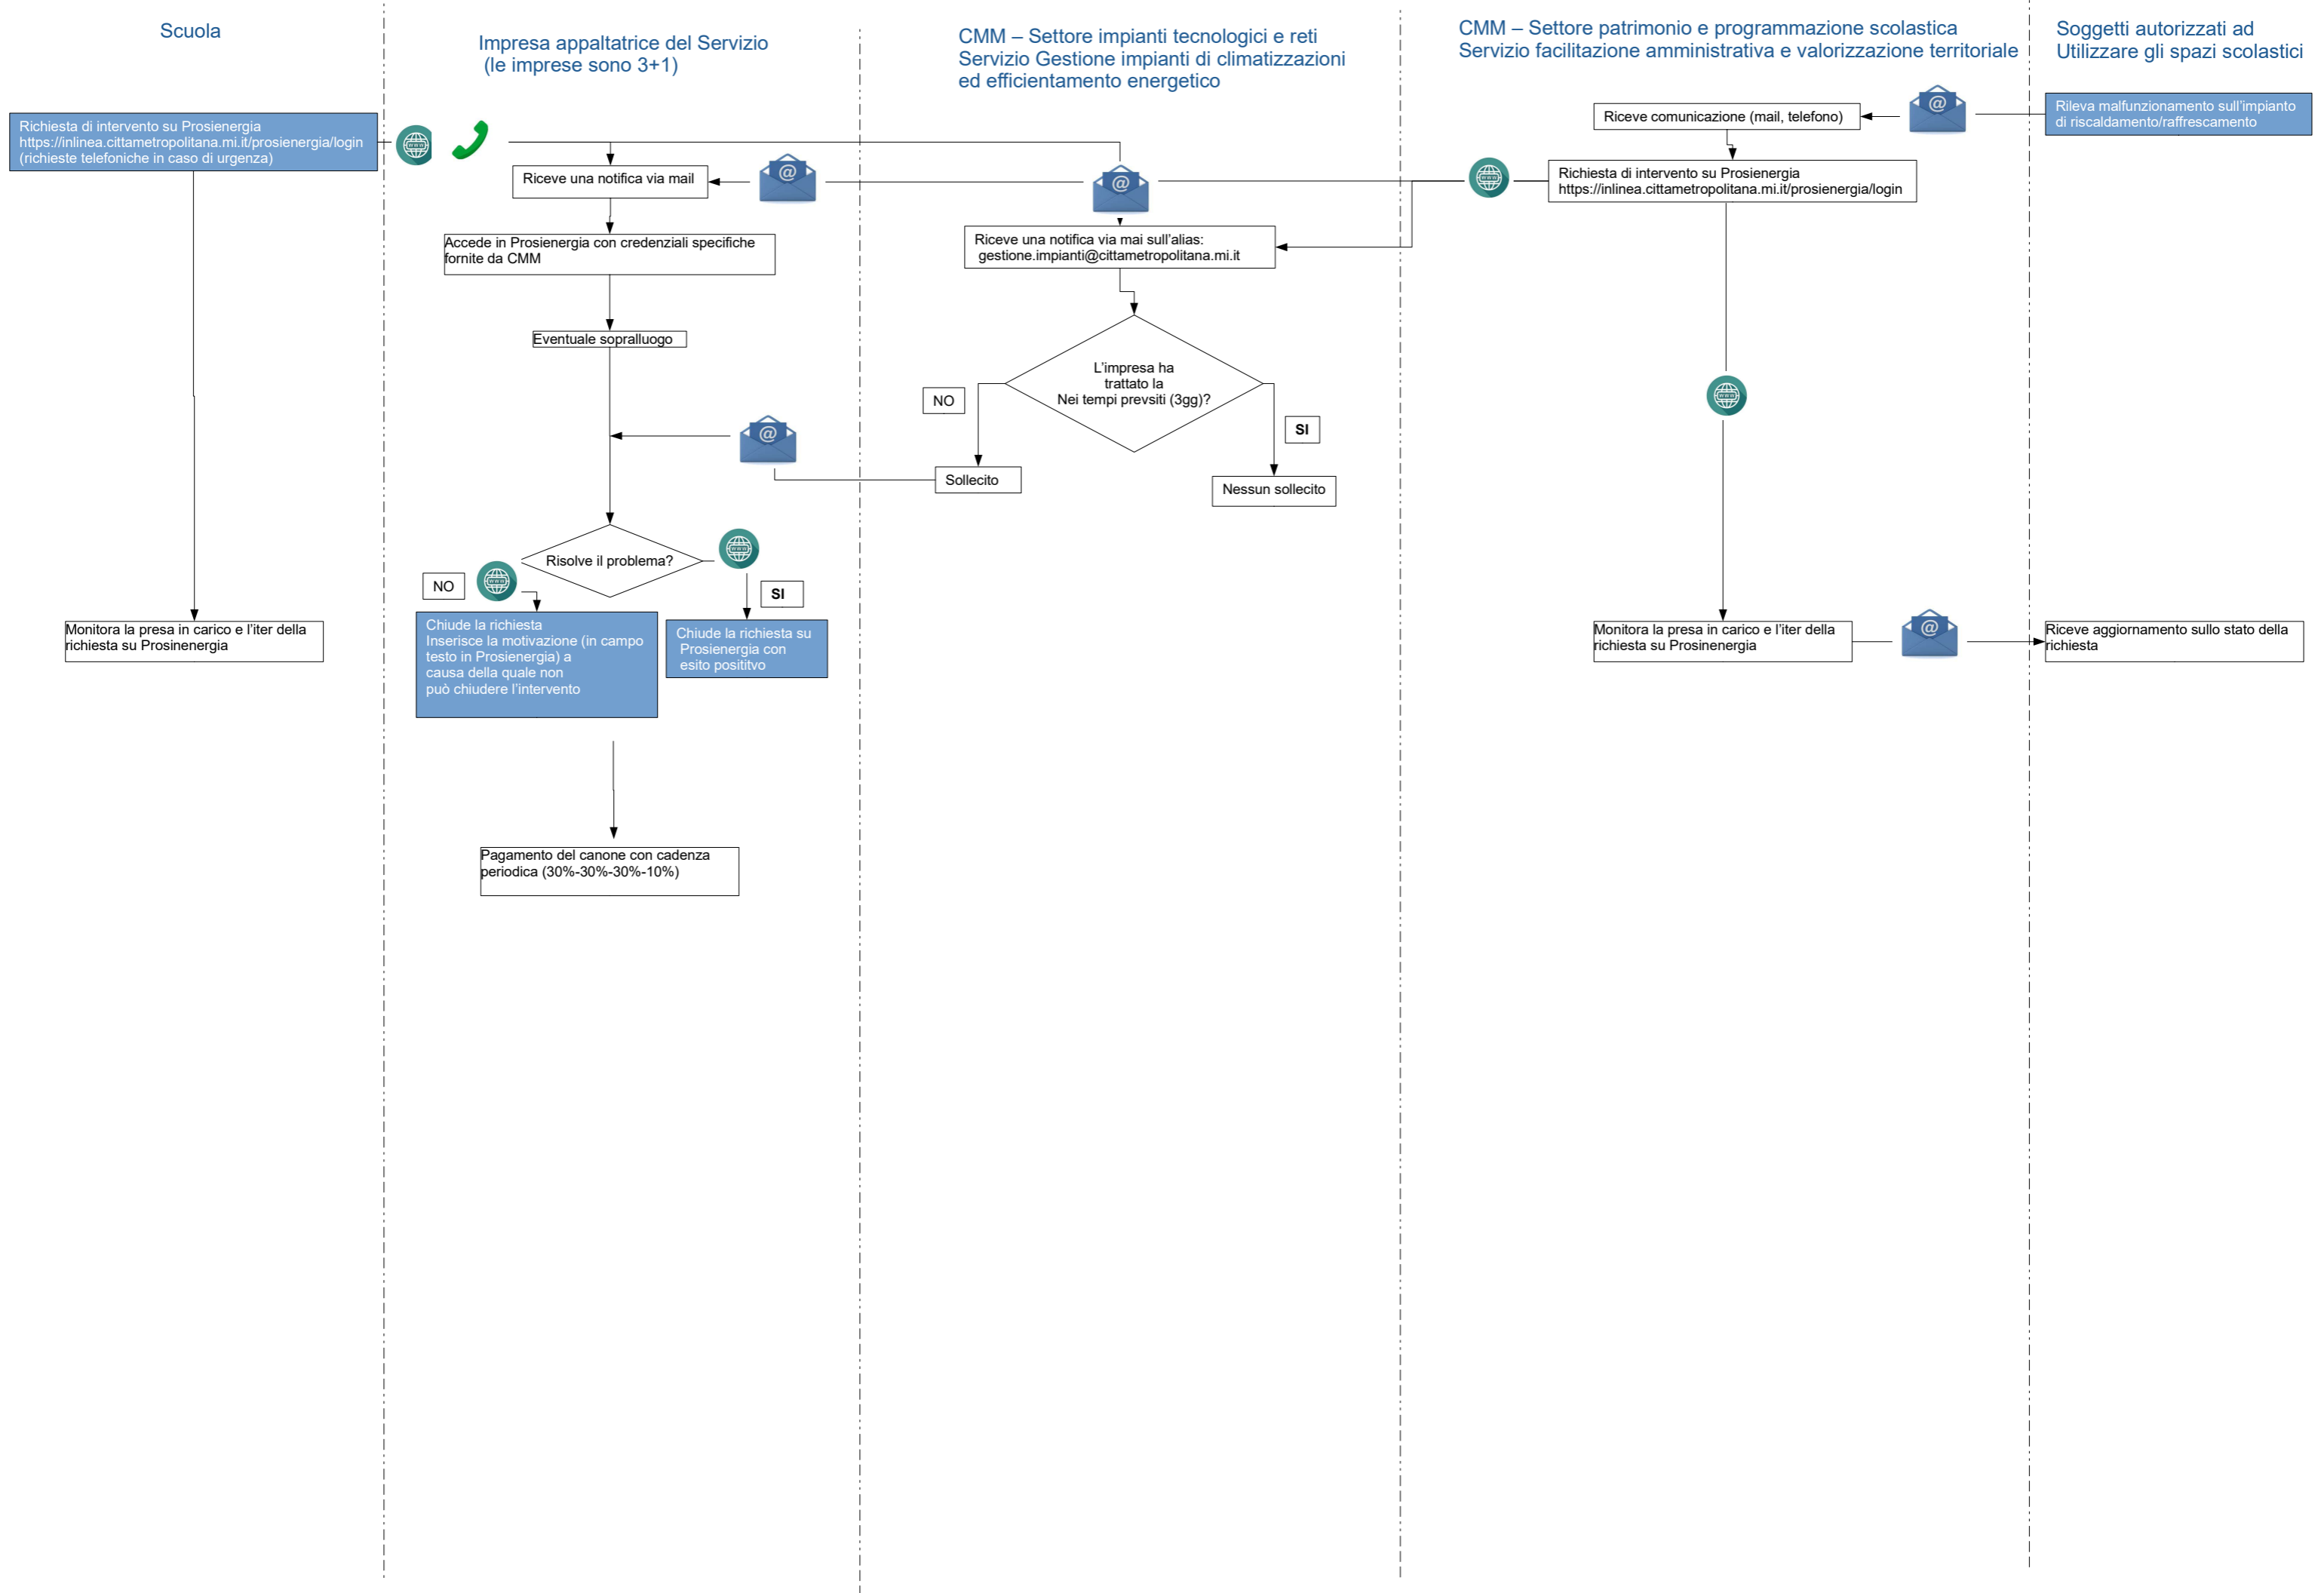 Scuola
Impresa appaltatrice del Servizio
(le imprese sono 3+1)
CMM – Settore impianti tecnologici e reti
Servizio Gestione impianti di climatizzazioni
ed efficientamento energetico
CMM – Settore patrimonio e programmazione scolastica
Servizio facilitazione amministrativa e valorizzazione territoriale
Soggetti autorizzati ad
Utilizzare gli spazi scolastici
Richiesta di intervento su Prosienergia
https://inlinea.cittametropolitana.mi.it/prosienergia/login
(richieste telefoniche in caso di urgenza)
Riceve comunicazione (mail, telefono)
@
Rileva malfunzionamento sull'impianto
di riscaldamento/raffrescamento
www
Riceve una notifica via mail
@
@
www
Richiesta di intervento su Prosienergia
https://inlinea.cittametropolitana.mi.it/prosienergia/login
Accede in Prosienergia con credenziali specifiche
fornite da CMM
Riceve una notifica via mai sull'alias:
gestione.impianti@cittametropolitana.mi.it
Eventuale sopralluogo
L'impresa ha
trattato la
Nei tempi prevsiti (3gg)?
NO
SI
www
@
Sollecito
Nessun sollecito
Risolve il problema?
www
www
NO
SI
Monitora la presa in carico e l'iter della
richiesta su Prosinenergia
Chiude la richiesta
Inserisce la motivazione (in campo
testo in Prosienergia) a
causa della quale non
può chiudere l'intervento
Chiude la richiesta su
Prosienergia con
esito posititvo
Monitora la presa in carico e l'iter della
richiesta su Prosinenergia
@
Riceve aggiornamento sullo stato della
richiesta
Pagamento del canone con cadenza
periodica (30%-30%-30%-10%)